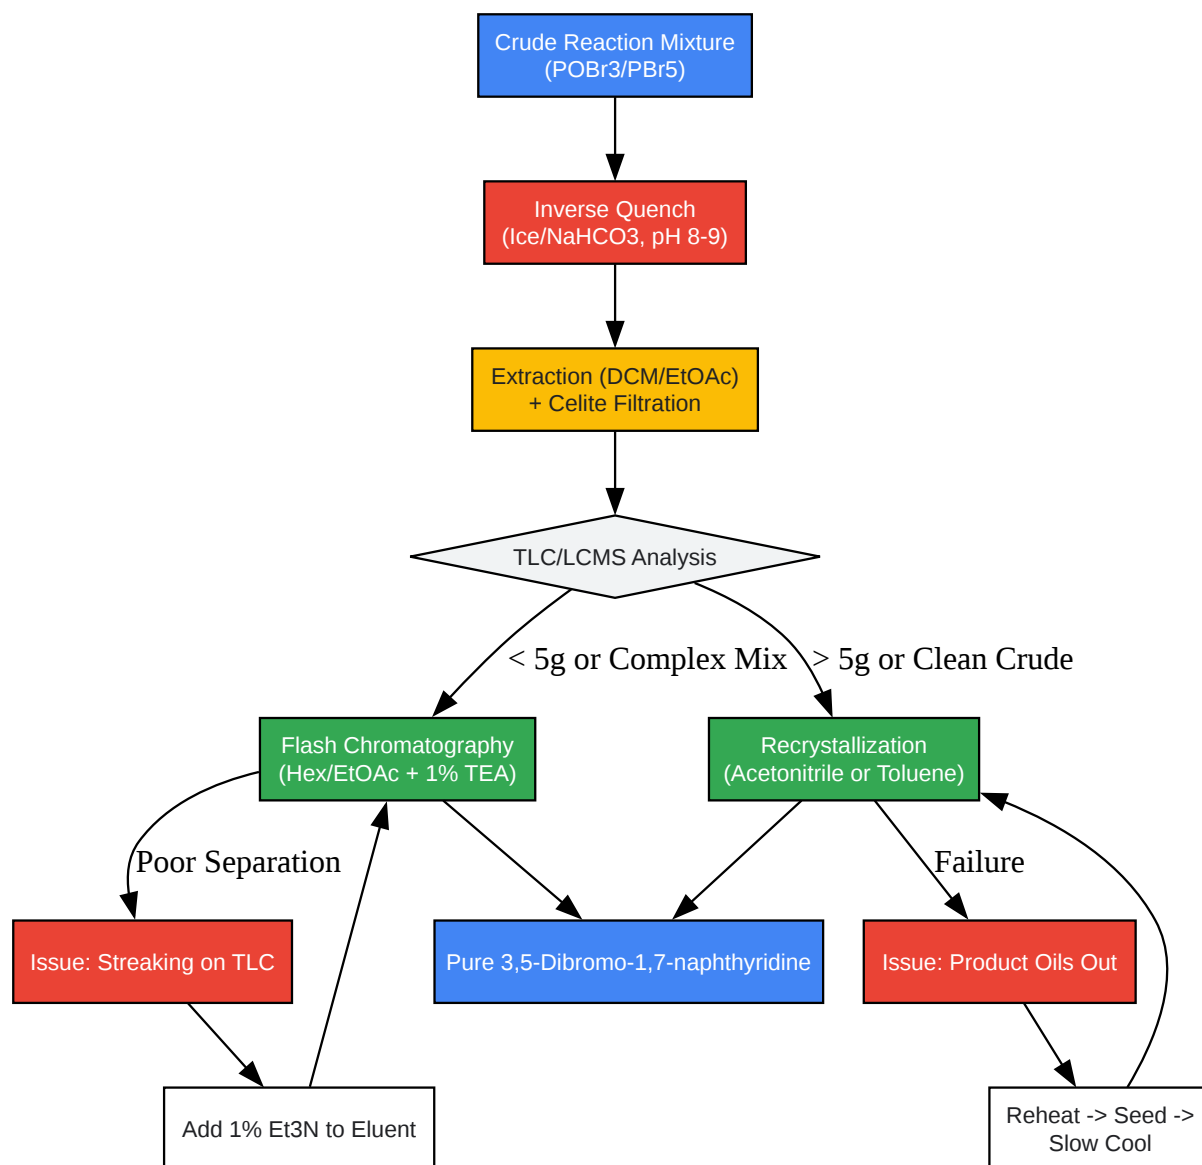 Crude Reaction Mixture
(POBr3/PBr5)
Inverse Quench
(Ice/NaHCO3, pH 8-9)
Extraction (DCM/EtOAc)
+ Celite Filtration
TLC/LCMS Analysis
< 5g or Complex Mix
> 5g or Clean Crude
Flash Chromatography
(Hex/EtOAc + 1% TEA)
Recrystallization
(Acetonitrile or Toluene)
Poor Separation
Failure
Issue: Streaking on TLC
Pure 3,5-Dibromo-1,7-naphthyridine
Issue: Product Oils Out
Add 1% Et3N to Eluent
Reheat -> Seed ->
Slow Cool